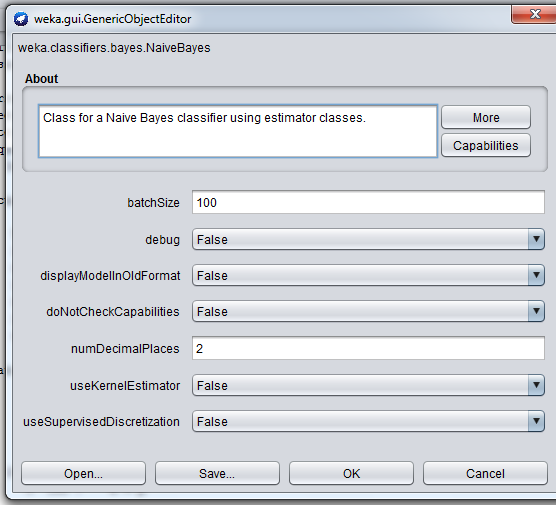 weka.gui.GenericObjectEditor
weka.classifiers.bayes.NaiveBayes
About
Class for a Naive Bayes classifier using estimator classes.
More
Capabilities
batchSize 100
debug False
displayModelInOldFormat False
doNotCheckCapabilities False
numDecimalPlaces 2
useKernelEstimator False
useSupervisedDiscretization False
Open... Save... OK Cancel